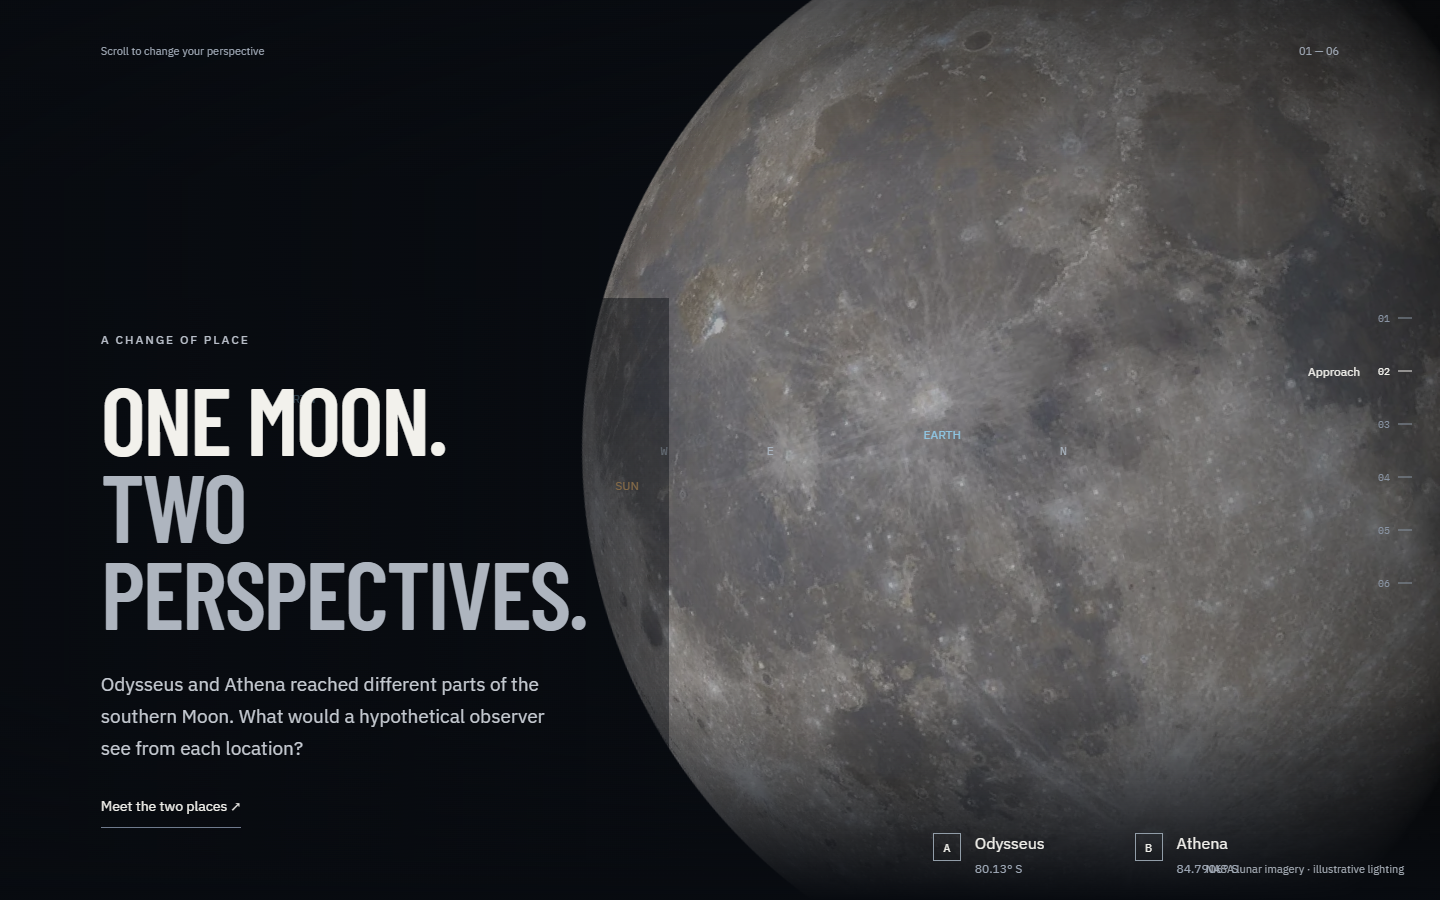 Scroll to change your perspective
01 — 06
A CHANGE OF PLACE
ONE MOON.
TWO
PERSPECTIVES.
Odysseus and Athena reached different parts of the
southern Moon. What would a hypothetical observer
see from each location?
Meet the two places ↗
W
E
EARTH
N
SUN
01
Approach 02
03
04
05
06
A Odysseus
80.13° S
B Athena
lunar imagery · illustrative lighting